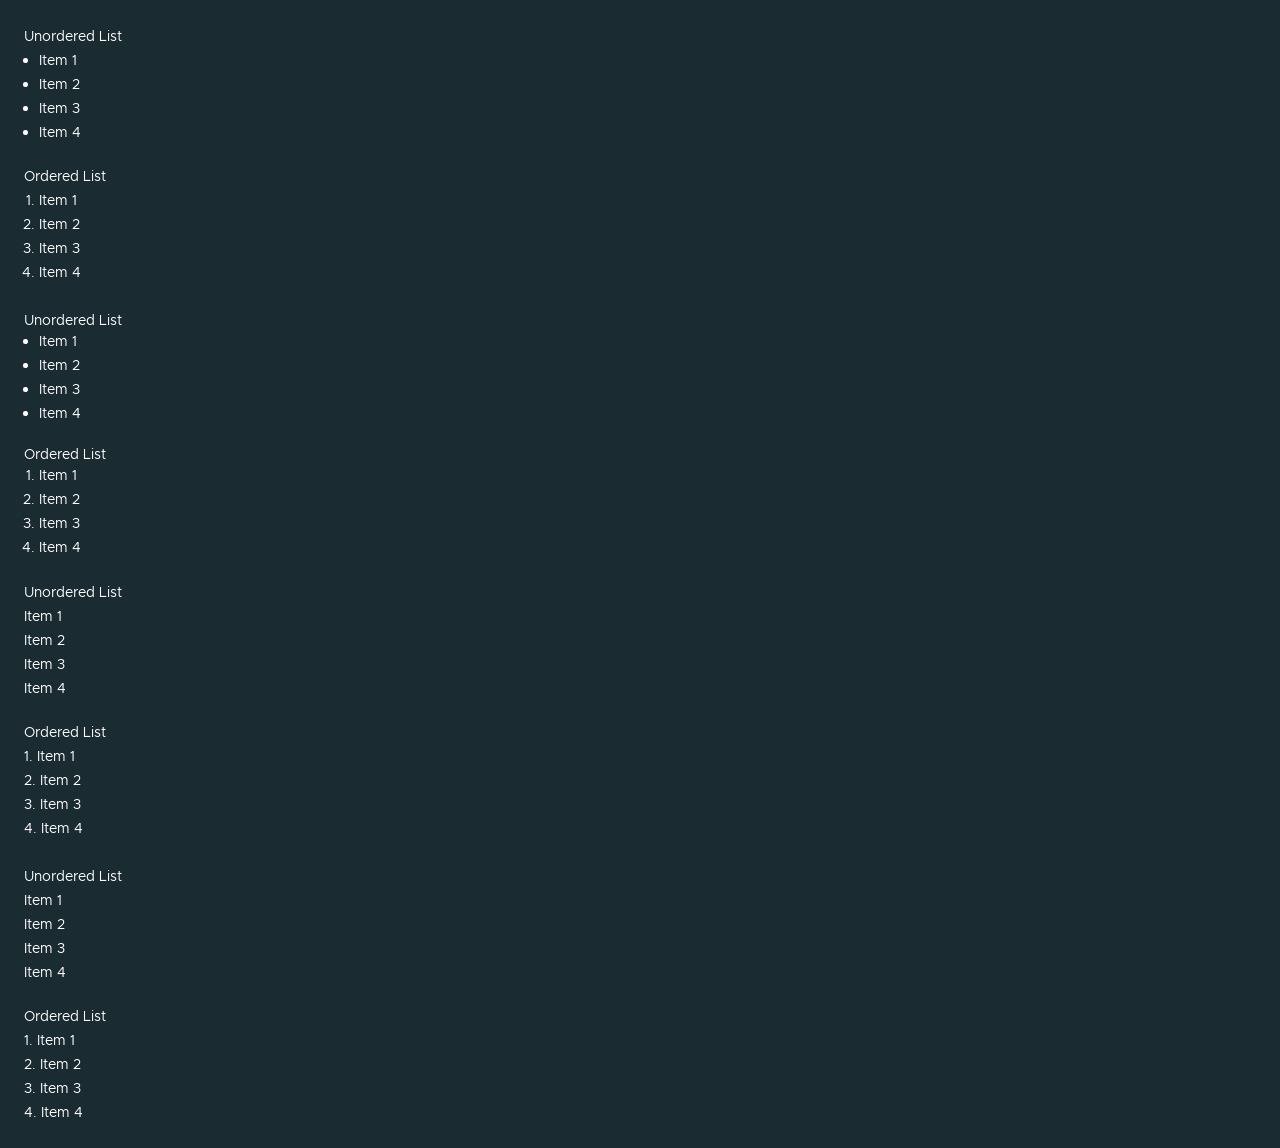 Unordered List
• Item 1
• Item 2
• Item 3
• Item 4
Ordered List
1. Item 1
2. Item 2
3. Item 3
4. Item 4
Unordered List
• Item 1
• Item 2
• Item 3
• Item 4
Ordered List
1. Item 1
2. Item 2
3. Item 3
4. Item 4
Unordered List
Item 1
Item 2
Item 3
Item 4
Ordered List
1. Item 1
2. Item 2
3. Item 3
4. Item 4
Unordered List
Item 1
Item 2
Item 3
Item 4
Ordered List
1. Item 1
2. Item 2
3. Item 3
4. Item 4